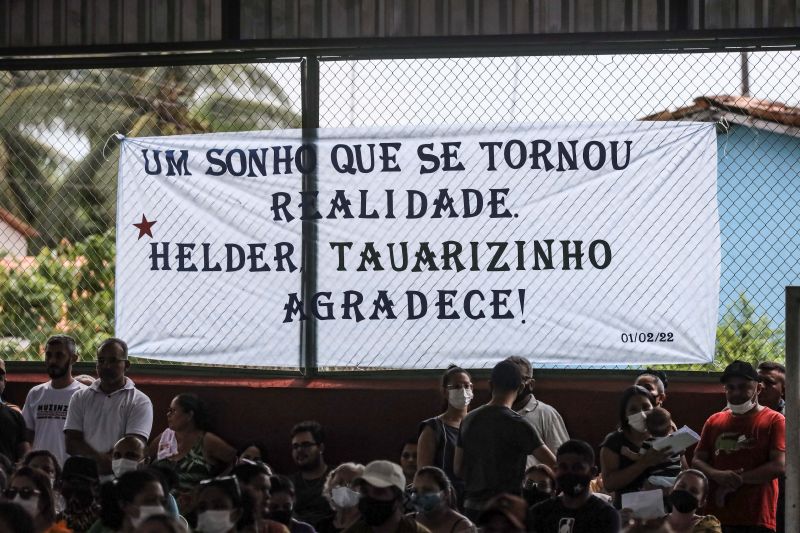 UM SONHO QUE SE TORNOU
REALIDADE.
HELDER, TAUARIZINHO
AGRADECE!
01/02/22